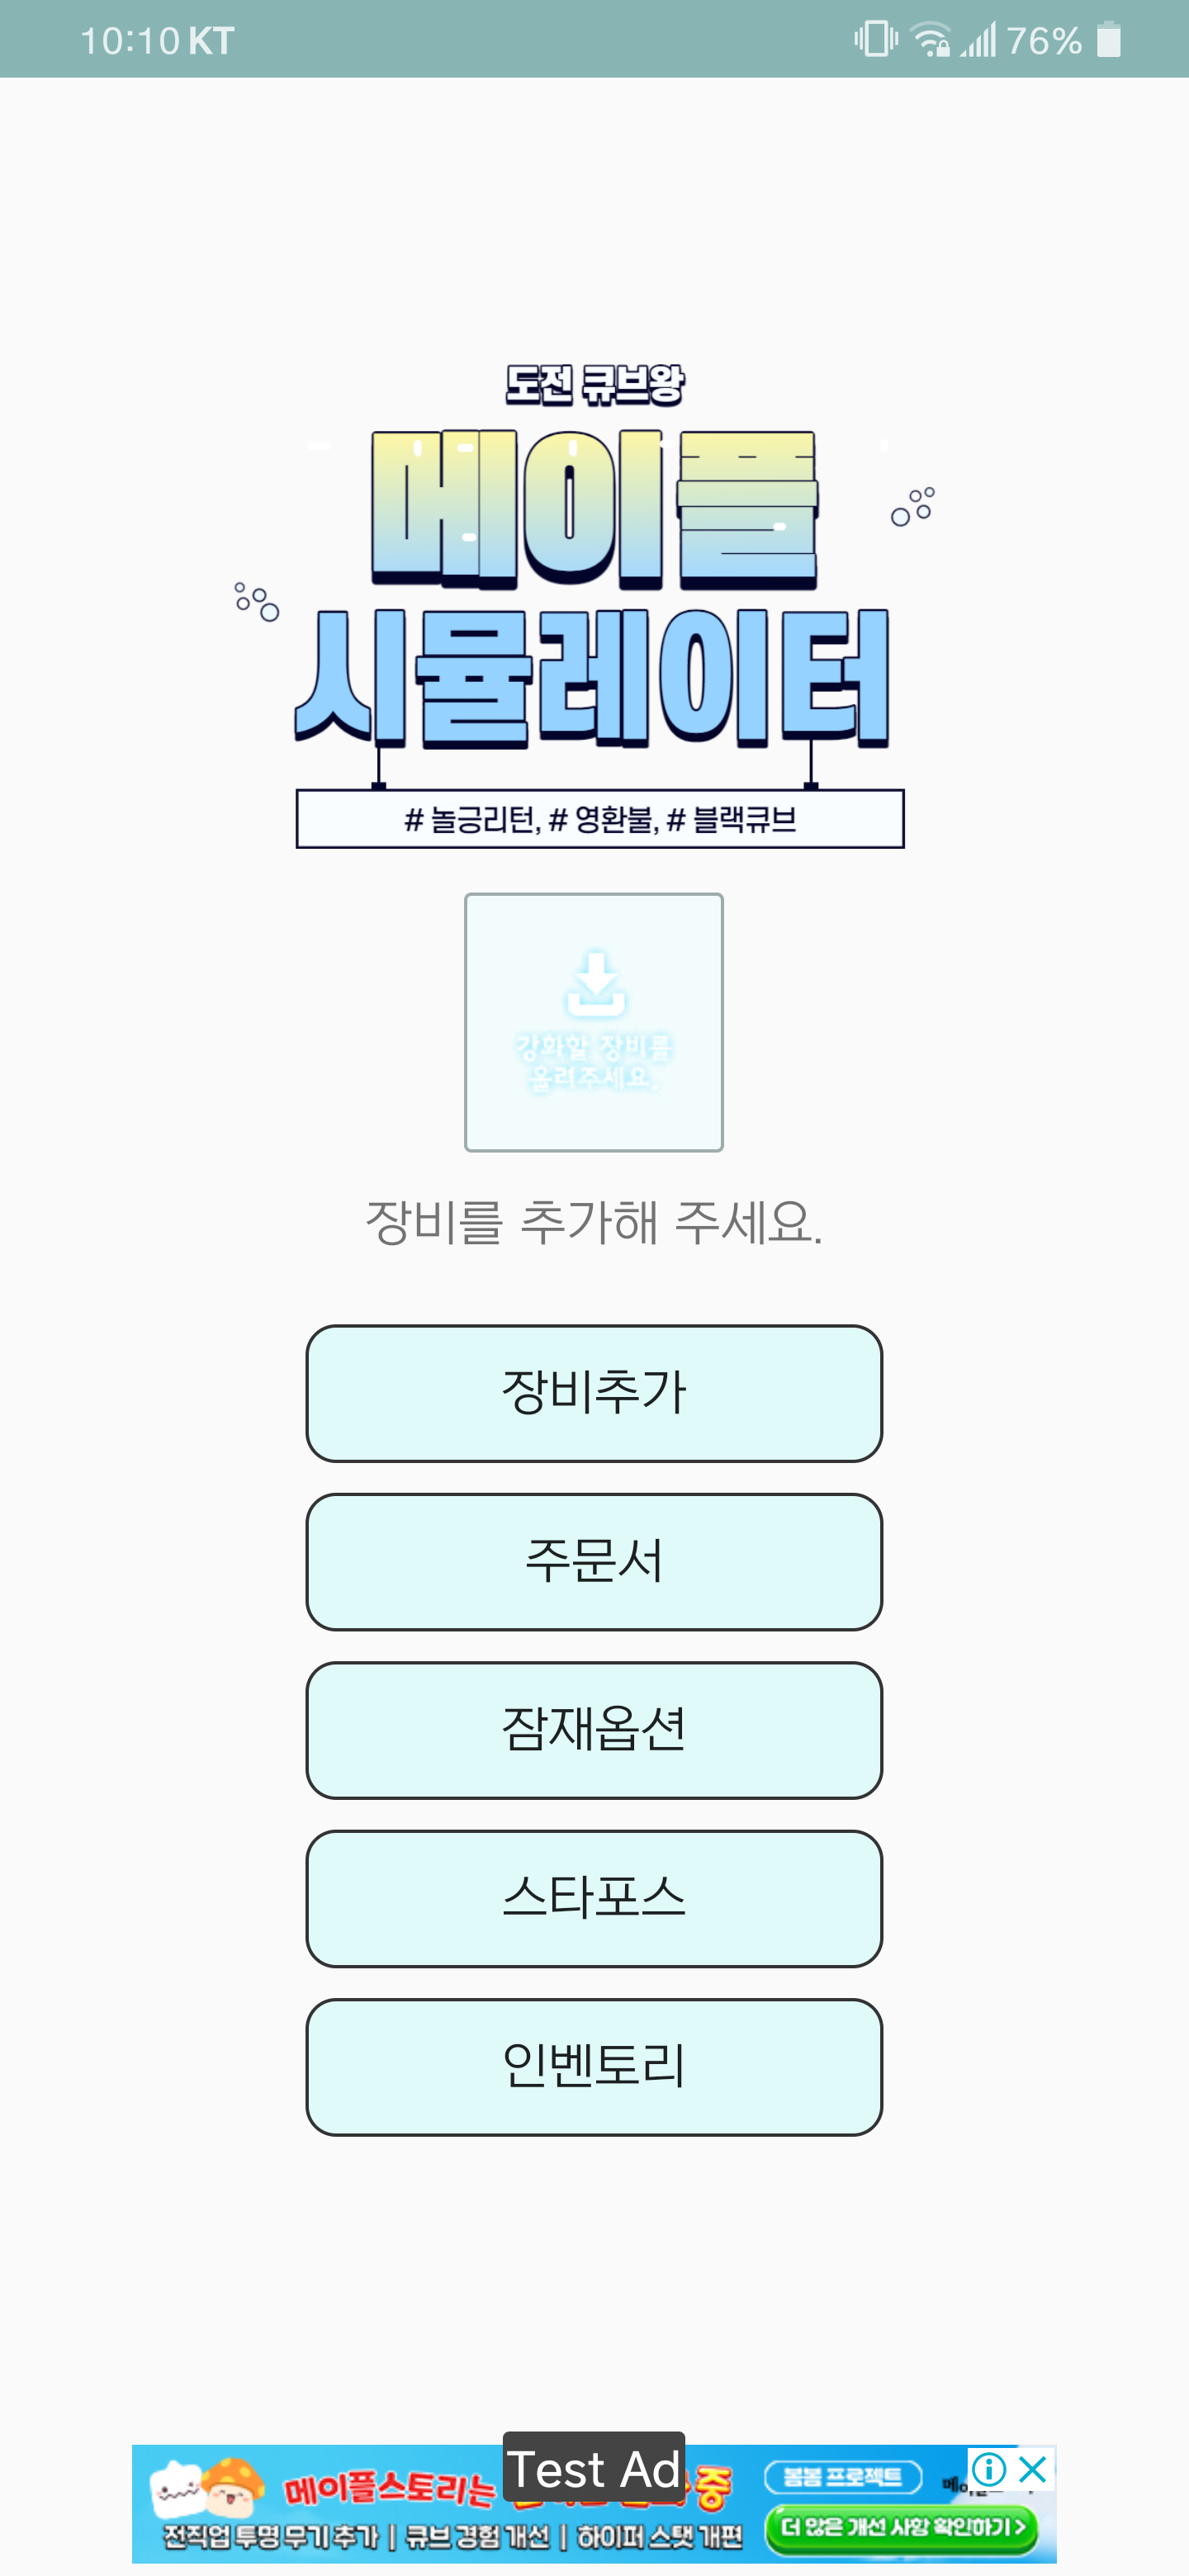 10:10 KT
76%
도전 큐브왕
메이플
시뮬레이터
# 놀긍리턴, # 영환불, # 블랙큐브
강화할 장비를
올려주세요.
장비를 추가해 주세요.
장비추가
주문서
잠재옵션
스타포스
인벤토리
Test Ad
메이플스토리는 중
봄봄 프로젝트
전직업 투명 무기 추가 | 큐브 경험 개선 | 하이퍼 스탯 개편
더 많은 개선 사항 확인하기 >